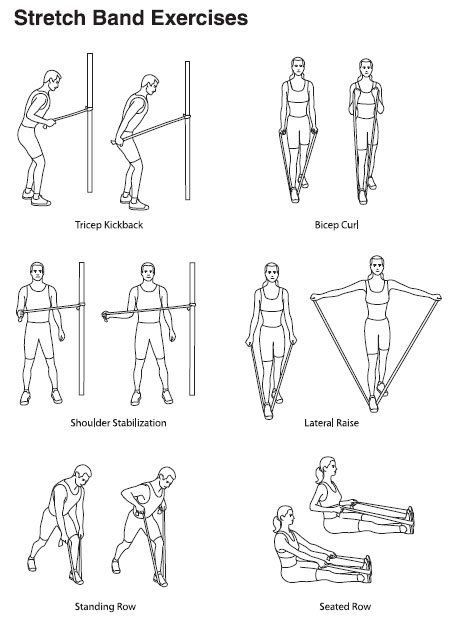 Stretch Band Exercises
Tricep Kickback
Bicep Curl
Shoulder Stabilization
Lateral Raise
Standing Row
Seated Row